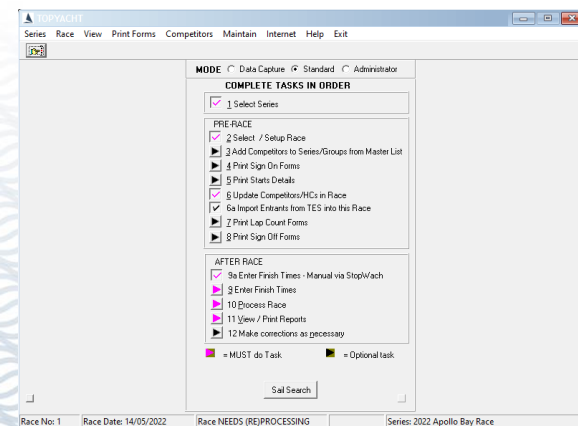 TOPYACHT
Series Race View Print Forms Competitors Maintain Internet Help Exit
MODE Data Capture Standard Administrator
COMPLETE TASKS IN ORDER
1 Select Series
PRE-RACE
2 Select / Setup Race
3 Add Competitors to Series/Groups from Master List
4 Print Sign On Forms
5 Print Starts Details
6 Update Competitors/HCs in Race
6a Import Entrants from TES into this Race
7 Print Lap Count Forms
8 Print Sign Off Forms
AFTER RACE
9a Enter Finish Times - Manual via StopWach
9 Enter Finish Times
10 Process Race
11 View / Print Reports
12 Make corrections as necessary
= MUST do Task = Optional task
Sail Search
Race No: 1 Race Date: 14/05/2022 Race NEEDS (RE)PROCESSING Series: 2022 Apollo Bay Race